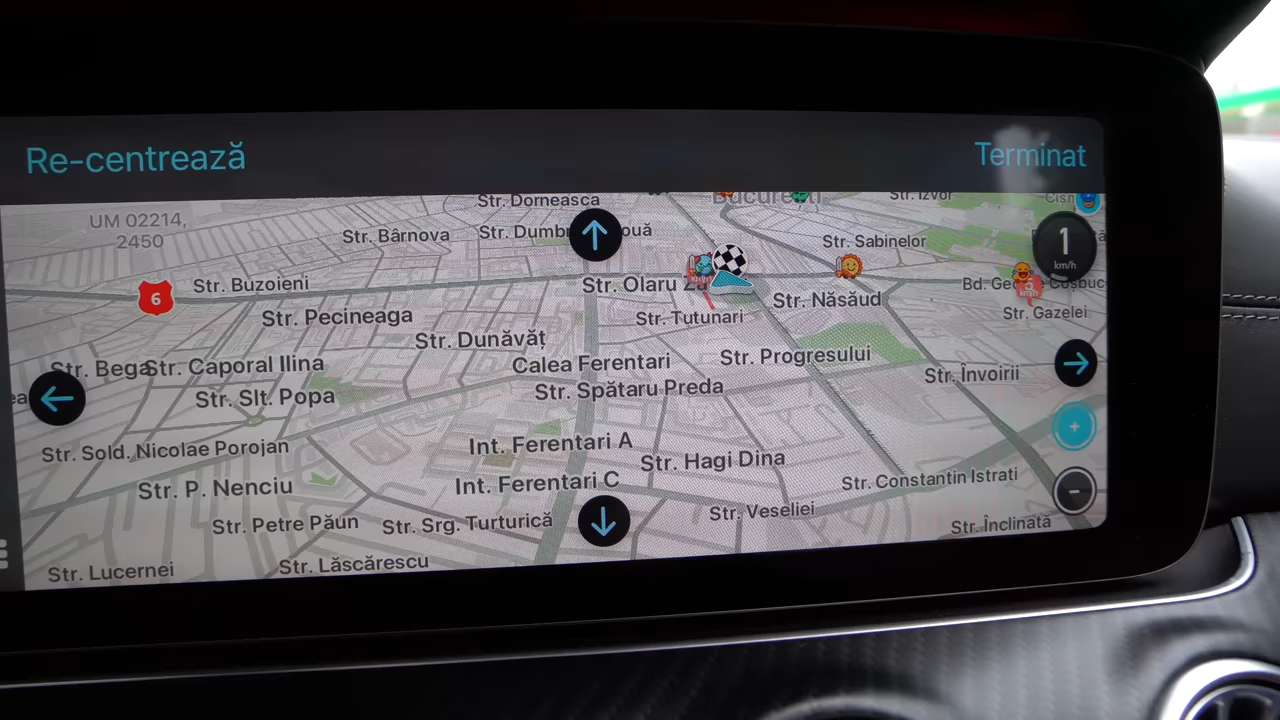 Re-centrează
Terminat
UM 02214,
2450
Str. Dorneasca
București
Str. Izvor
Str. Bârnova
Str. Sabinelor
1
km/h
6
Str. Buzoieni
Str. Olaru
Str. Năsăud
Str. Gazelei
Str. Pecineaga
Str. Tutunari
Str. Dunăvăț
Str. Caporal Ilina
Calea Ferentari
Str. Progresului
Str. Învoirii
Str. Slt. Popa
Str. Spătaru Preda
Str. Sold. Nicolae Porojan
Int. Ferentari A
Str. Hagi Dina
Str. P. Nenciu
Int. Ferentari C
Str. Constantin Istrati
Str. Petre Păun
Str. Srg. Turturică
Str. Veseliei
Str. Înclinată
Str. Lucernei
Str. Lăscărescu